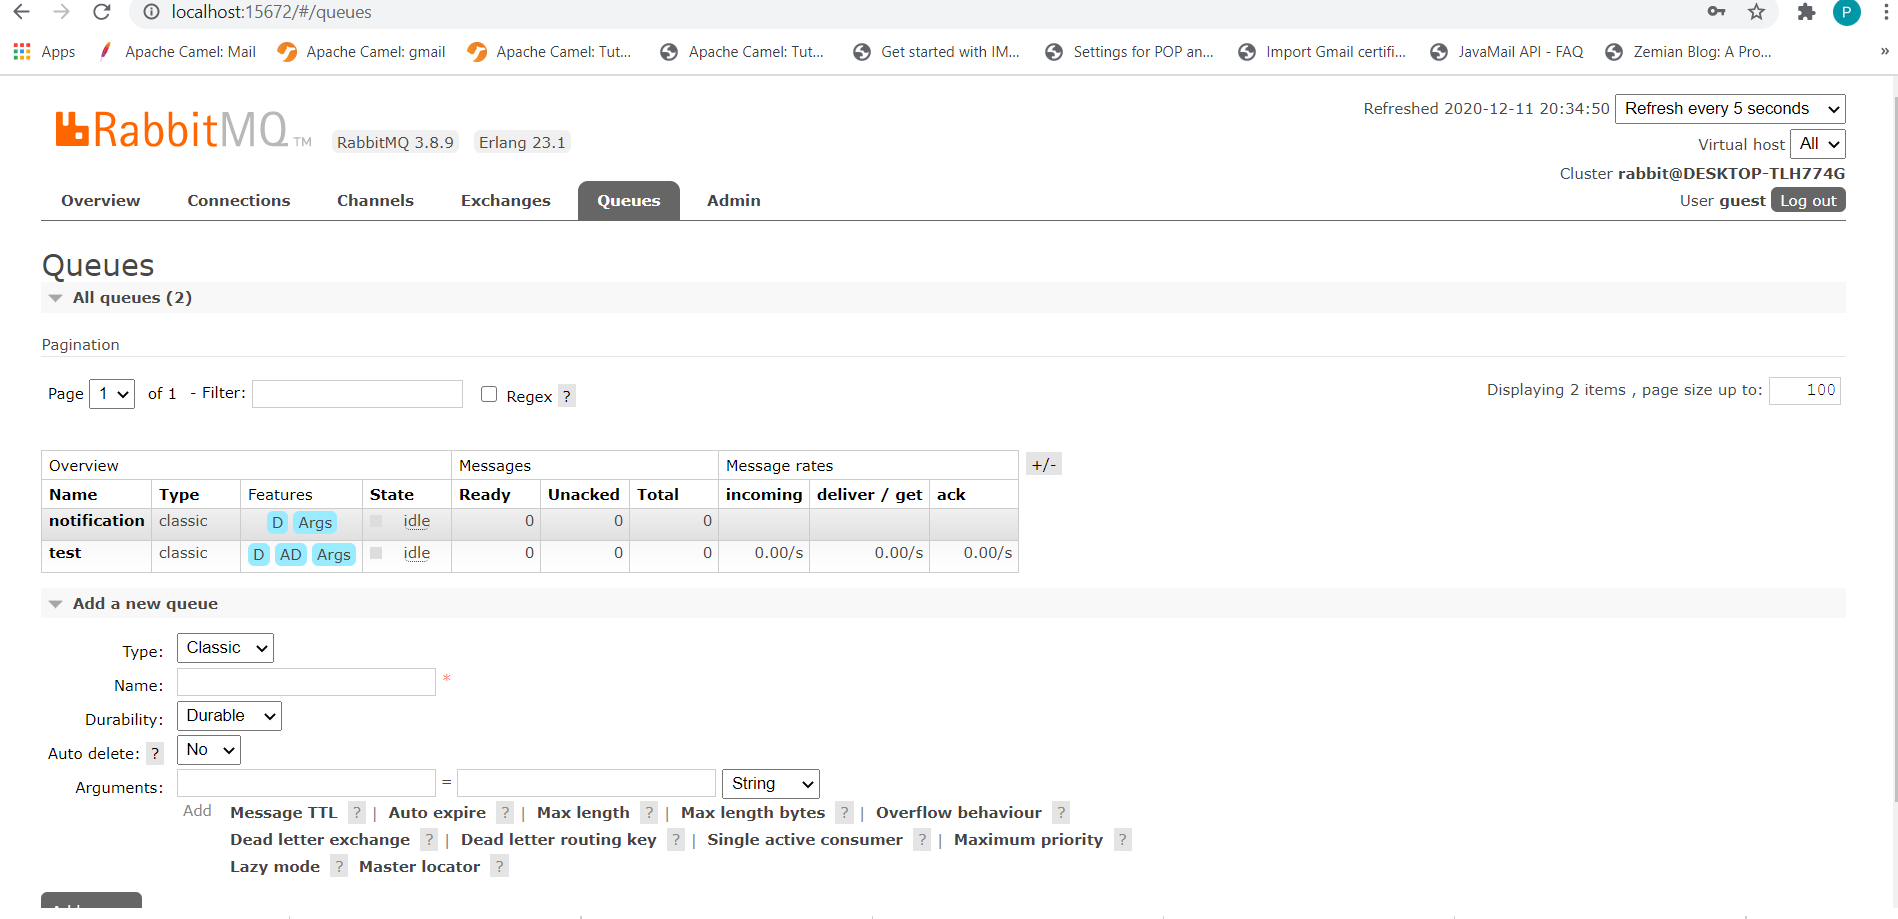 localhost:15672/#/queues P
Apps Apache Camel: Mail Apache Camel: gmail Apache Camel: Tut... Apache Camel: Tut... Get started with IM... Settings for POP an... Import Gmail certifi... JavaMail API - FAQ Zemian Blog: A Pro... »
Refreshed 2020-12-11 20:34:50 Refresh every 5 seconds
RabbitMQ TM RabbitMQ 3.8.9 Erlang 23.1
Virtual host All
Cluster rabbit@DESKTOP-TLH774G
User guest Log out
Overview Connections Channels Exchanges Queues Admin
Queues
All queues (2)
Pagination
Page 1 of 1 - Filter: Regex ? Displaying 2 items , page size up to: 100
Overview Messages Message rates +/-
Name Type Features State Ready Unacked Total incoming deliver / get ack
notification classic D Args idle 0 0 0
test classic D AD Args idle 0 0 0 0.00/s 0.00/s 0.00/s
Add a new queue
Type: Classic
Name: *
Durability: Durable
Auto delete: ? No
Arguments: = String
Add Message TTL ? | Auto expire ? | Max length ? | Max length bytes ? | Overflow behaviour ?
Dead letter exchange ? | Dead letter routing key ? | Single active consumer ? | Maximum priority ?
Lazy mode ? Master locator ?